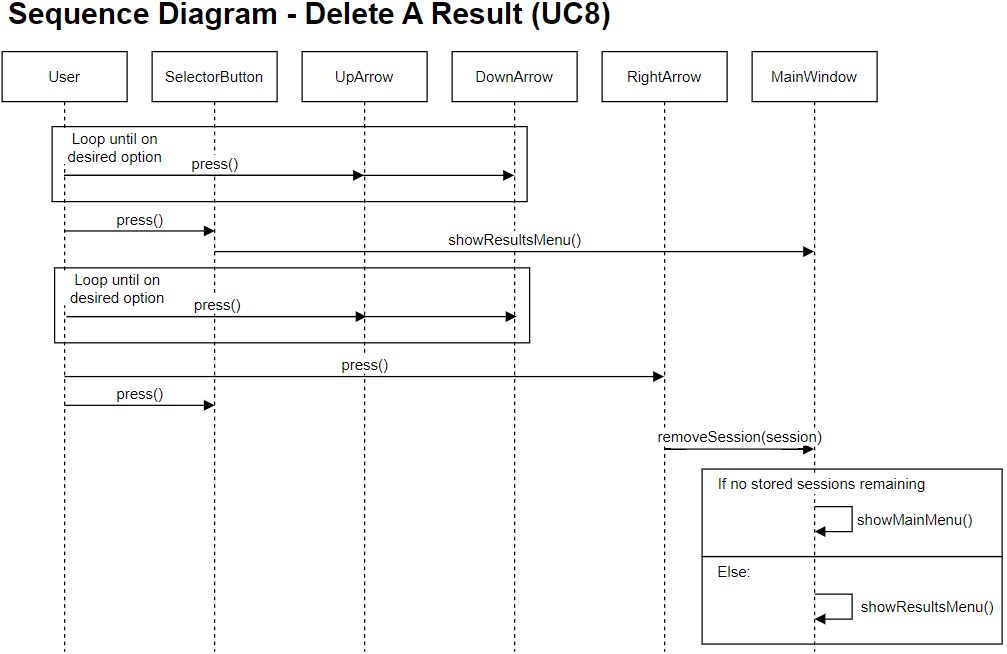 Sequence Diagram - Delete A Result (UC8)
User
SelectorButton
UpArrow
DownArrow
RightArrow
MainWindow
Loop until on
desired option
press()
press()
showResultsMenu()
Loop until on
desired option
press()
press()
press()
removeSession(session)
If no stored sessions remaining
showMainMenu()
Else:
showResultsMenu()